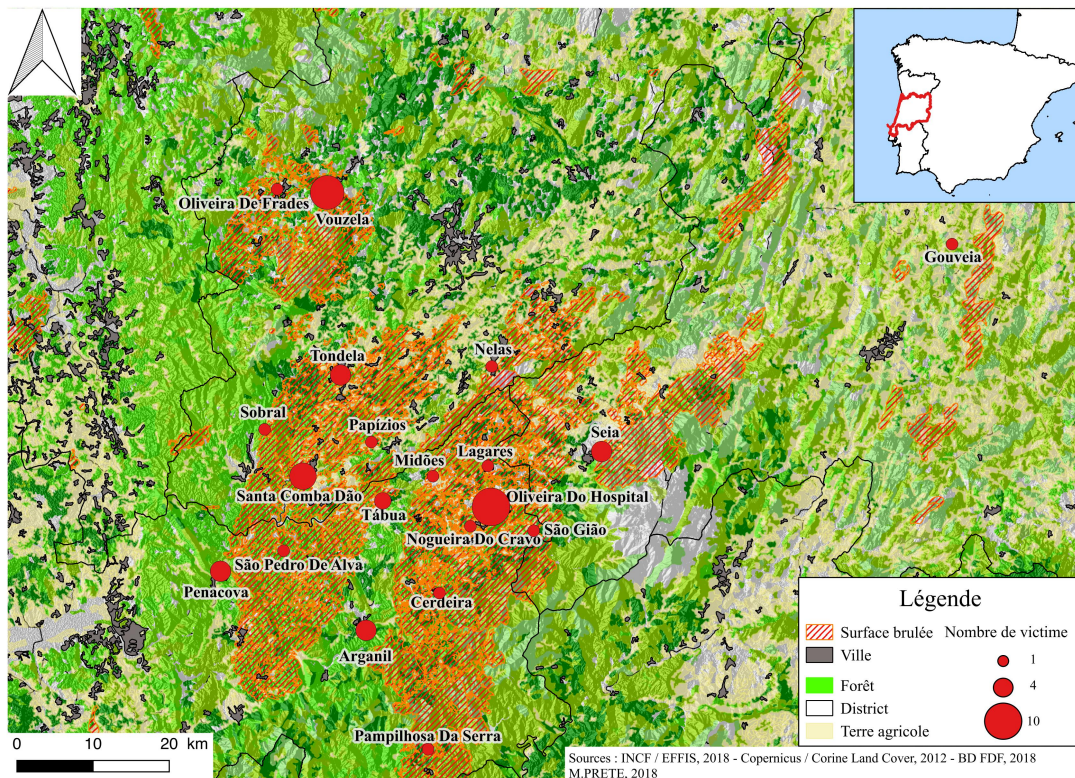 Oliveira De Frades
Vouzela
Gouveia
Tondela
Nelas
Sobral
Papízios
Seia
Lagares
Midões
Santa Comba Dão
Oliveira Do Hospital
Tábua
Nogueira Do Cravo
São Gião
São Pedro De Alva
Penacova
Cerdeira
Arganil
Pampilhosa Da Serra
0 10 20 km
Légende
Surface brulée
Ville
Forêt
District
Terre agricole
Nombre de victime
1
4
10
Sources : INCF / EFFIS, 2018 - Copernicus / Corine Land Cover, 2012 - BD FDF, 2018
M.PRETE, 2018